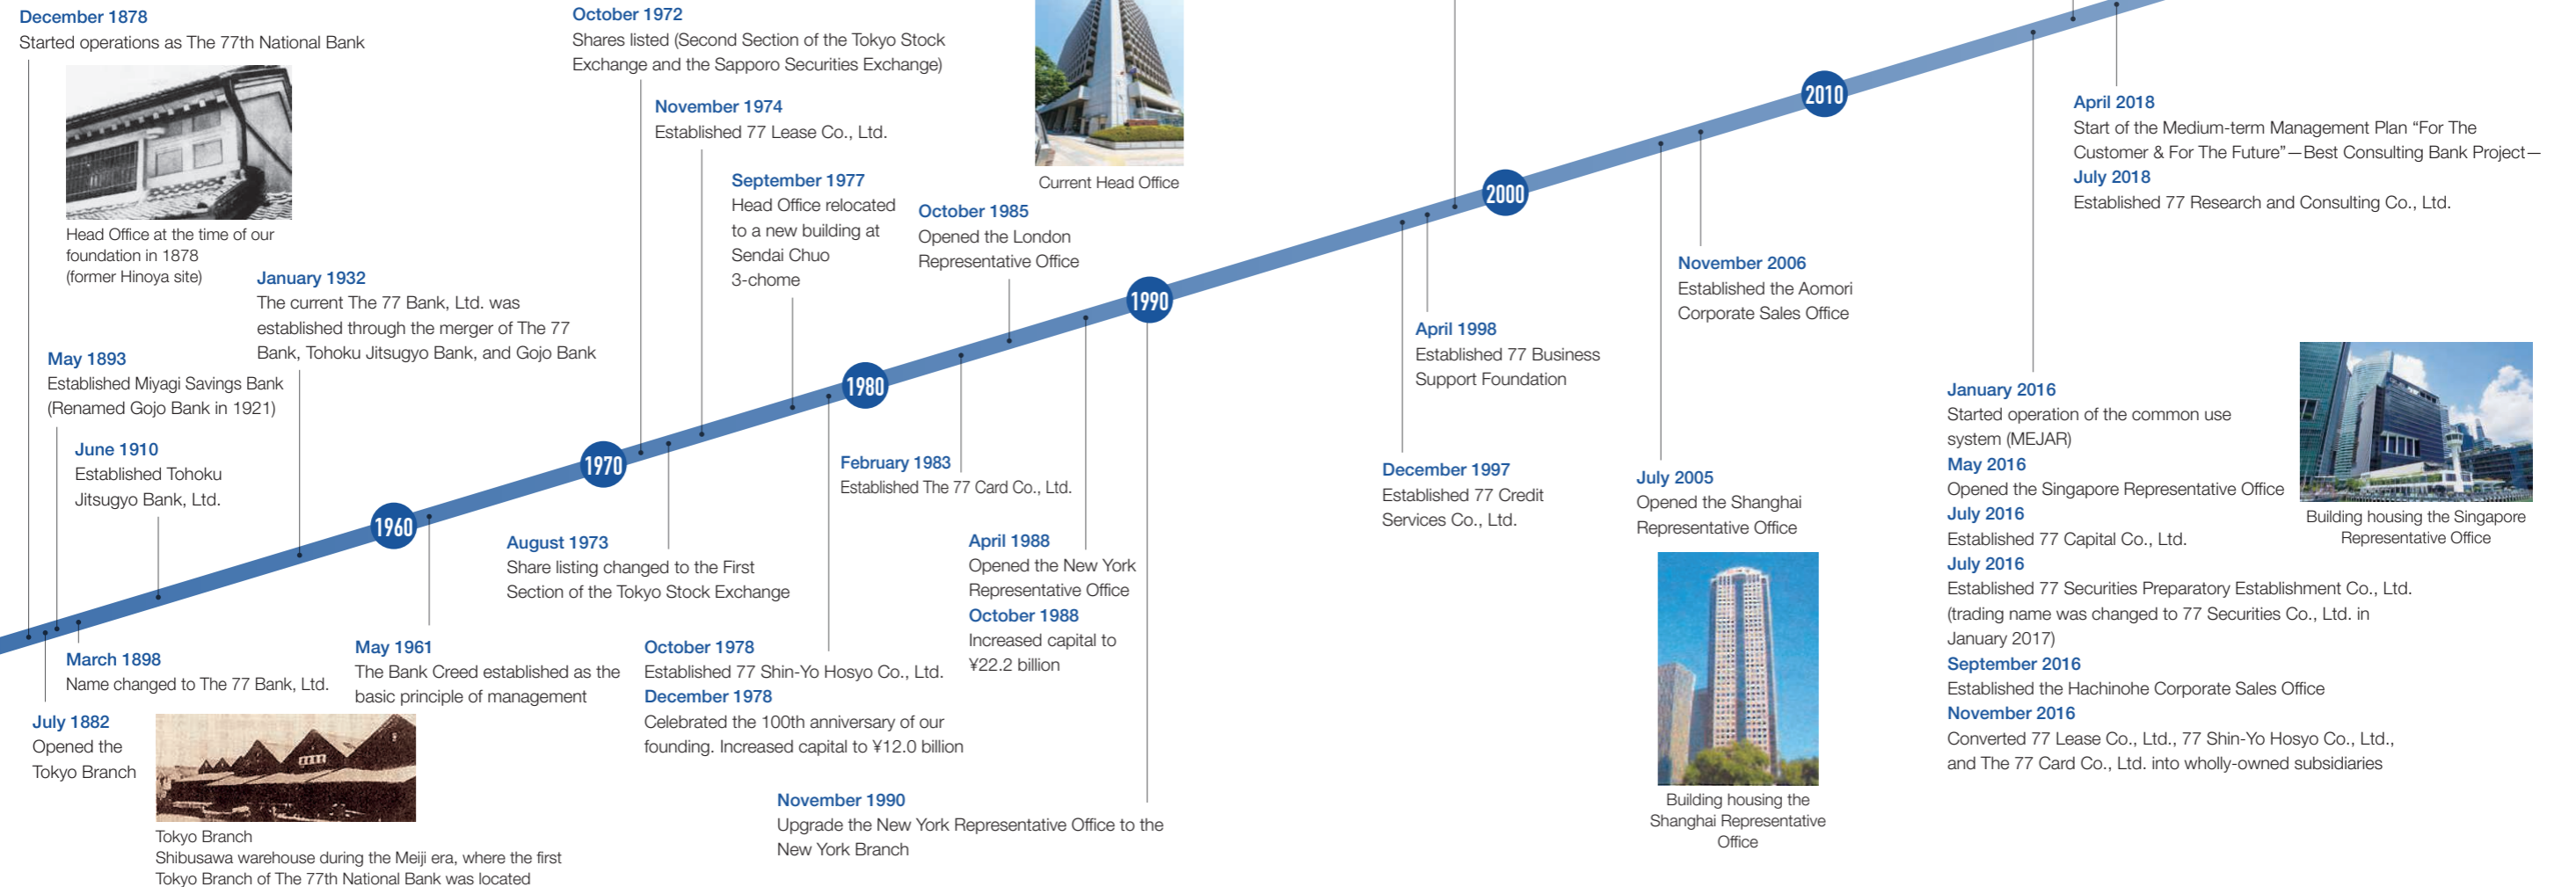 December 1878
Started operations as The 77th National Bank
Head Office at the time of our
foundation in 1878
(former Hinoya site)
May 1893
Established Miyagi Savings Bank
(Renamed Gojo Bank in 1921)
June 1910
Established Tohoku
Jitsugyo Bank, Ltd.
January 1932
The current The 77 Bank, Ltd. was
established through the merger of The 77
Bank, Tohoku Jitsugyo Bank, and Gojo Bank
March 1898
Name changed to The 77 Bank, Ltd.
July 1882
Opened the
Tokyo Branch
Tokyo Branch
Shibusawa warehouse during the Meiji era, where the first
Tokyo Branch of The 77th National Bank was located
1960
May 1961
The Bank Creed established as the
basic principle of management
1970
October 1972
Shares listed (Second Section of the Tokyo Stock
Exchange and the Sapporo Securities Exchange)
August 1973
Share listing changed to the First
Section of the Tokyo Stock Exchange
November 1974
Established 77 Lease Co., Ltd.
September 1977
Head Office relocated
to a new building at
Sendai Chuo
3-chome
Current Head Office
October 1978
Established 77 Shin-Yo Hosyo Co., Ltd.
December 1978
Celebrated the 100th anniversary of our
founding. Increased capital to ¥12.0 billion
1980
February 1983
Established The 77 Card Co., Ltd.
October 1985
Opened the London
Representative Office
April 1988
Opened the New York
Representative Office
October 1988
Increased capital to
¥22.2 billion
1990
November 1990
Upgrade the New York Representative Office to the
New York Branch
December 1997
Established 77 Credit
Services Co., Ltd.
April 1998
Established 77 Business
Support Foundation
2000
July 2005
Opened the Shanghai
Representative Office
Building housing the
Shanghai Representative
Office
November 2006
Established the Aomori
Corporate Sales Office
2010
January 2016
Started operation of the common use
system (MEJAR)
May 2016
Opened the Singapore Representative Office
July 2016
Established 77 Capital Co., Ltd.
July 2016
Established 77 Securities Preparatory Establishment Co., Ltd.
(trading name was changed to 77 Securities Co., Ltd. in
January 2017)
September 2016
Established the Hachinohe Corporate Sales Office
November 2016
Converted 77 Lease Co., Ltd., 77 Shin-Yo Hosyo Co., Ltd.,
and The 77 Card Co., Ltd. into wholly-owned subsidiaries
Building housing the Singapore
Representative Office
April 2018
Start of the Medium-term Management Plan “For The
Customer & For The Future”—Best Consulting Bank Project—
July 2018
Established 77 Research and Consulting Co., Ltd.